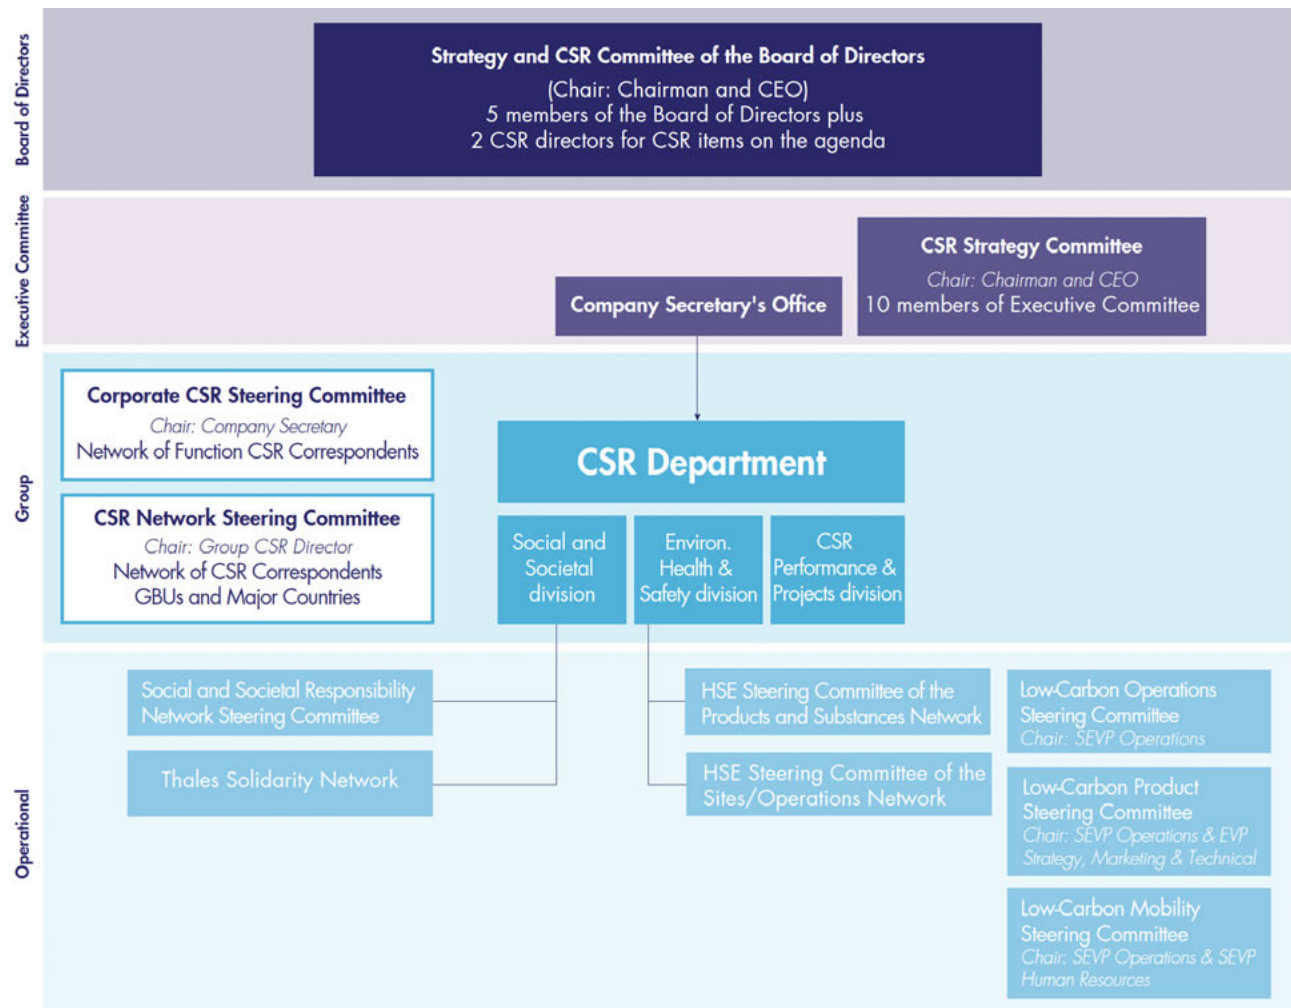 Board of Directors
Strategy and CSR Committee of the Board of Directors
(Chair: Chairman and CEO)
5 members of the Board of Directors plus
2 CSR directors for CSR items on the agenda
Executive Committee
CSR Strategy Committee
Chair: Chairman and CEO
10 members of Executive Committee
Company Secretary's Office
Group
Corporate CSR Steering Committee
Chair: Company Secretary
Network of Function CSR Correspondents
CSR Network Steering Committee
Chair: Group CSR Director
Network of CSR Correspondents
GBUs and Major Countries
CSR Department
Social and
Societal
division
Environ.
Health &
Safety division
CSR
Performance &
Projects division
Operational
Social and Societal Responsibility
Network Steering Committee
Thales Solidarity Network
HSE Steering Committee of the
Products and Substances Network
HSE Steering Committee of the
Sites/Operations Network
Low-Carbon Operations
Steering Committee
Chair: SEVP Operations
Low-Carbon Product
Steering Committee
Chair: SEVP Operations & EVP
Strategy, Marketing & Technical
Low-Carbon Mobility
Steering Committee
Chair: SEVP Operations & SEVP
Human Resources